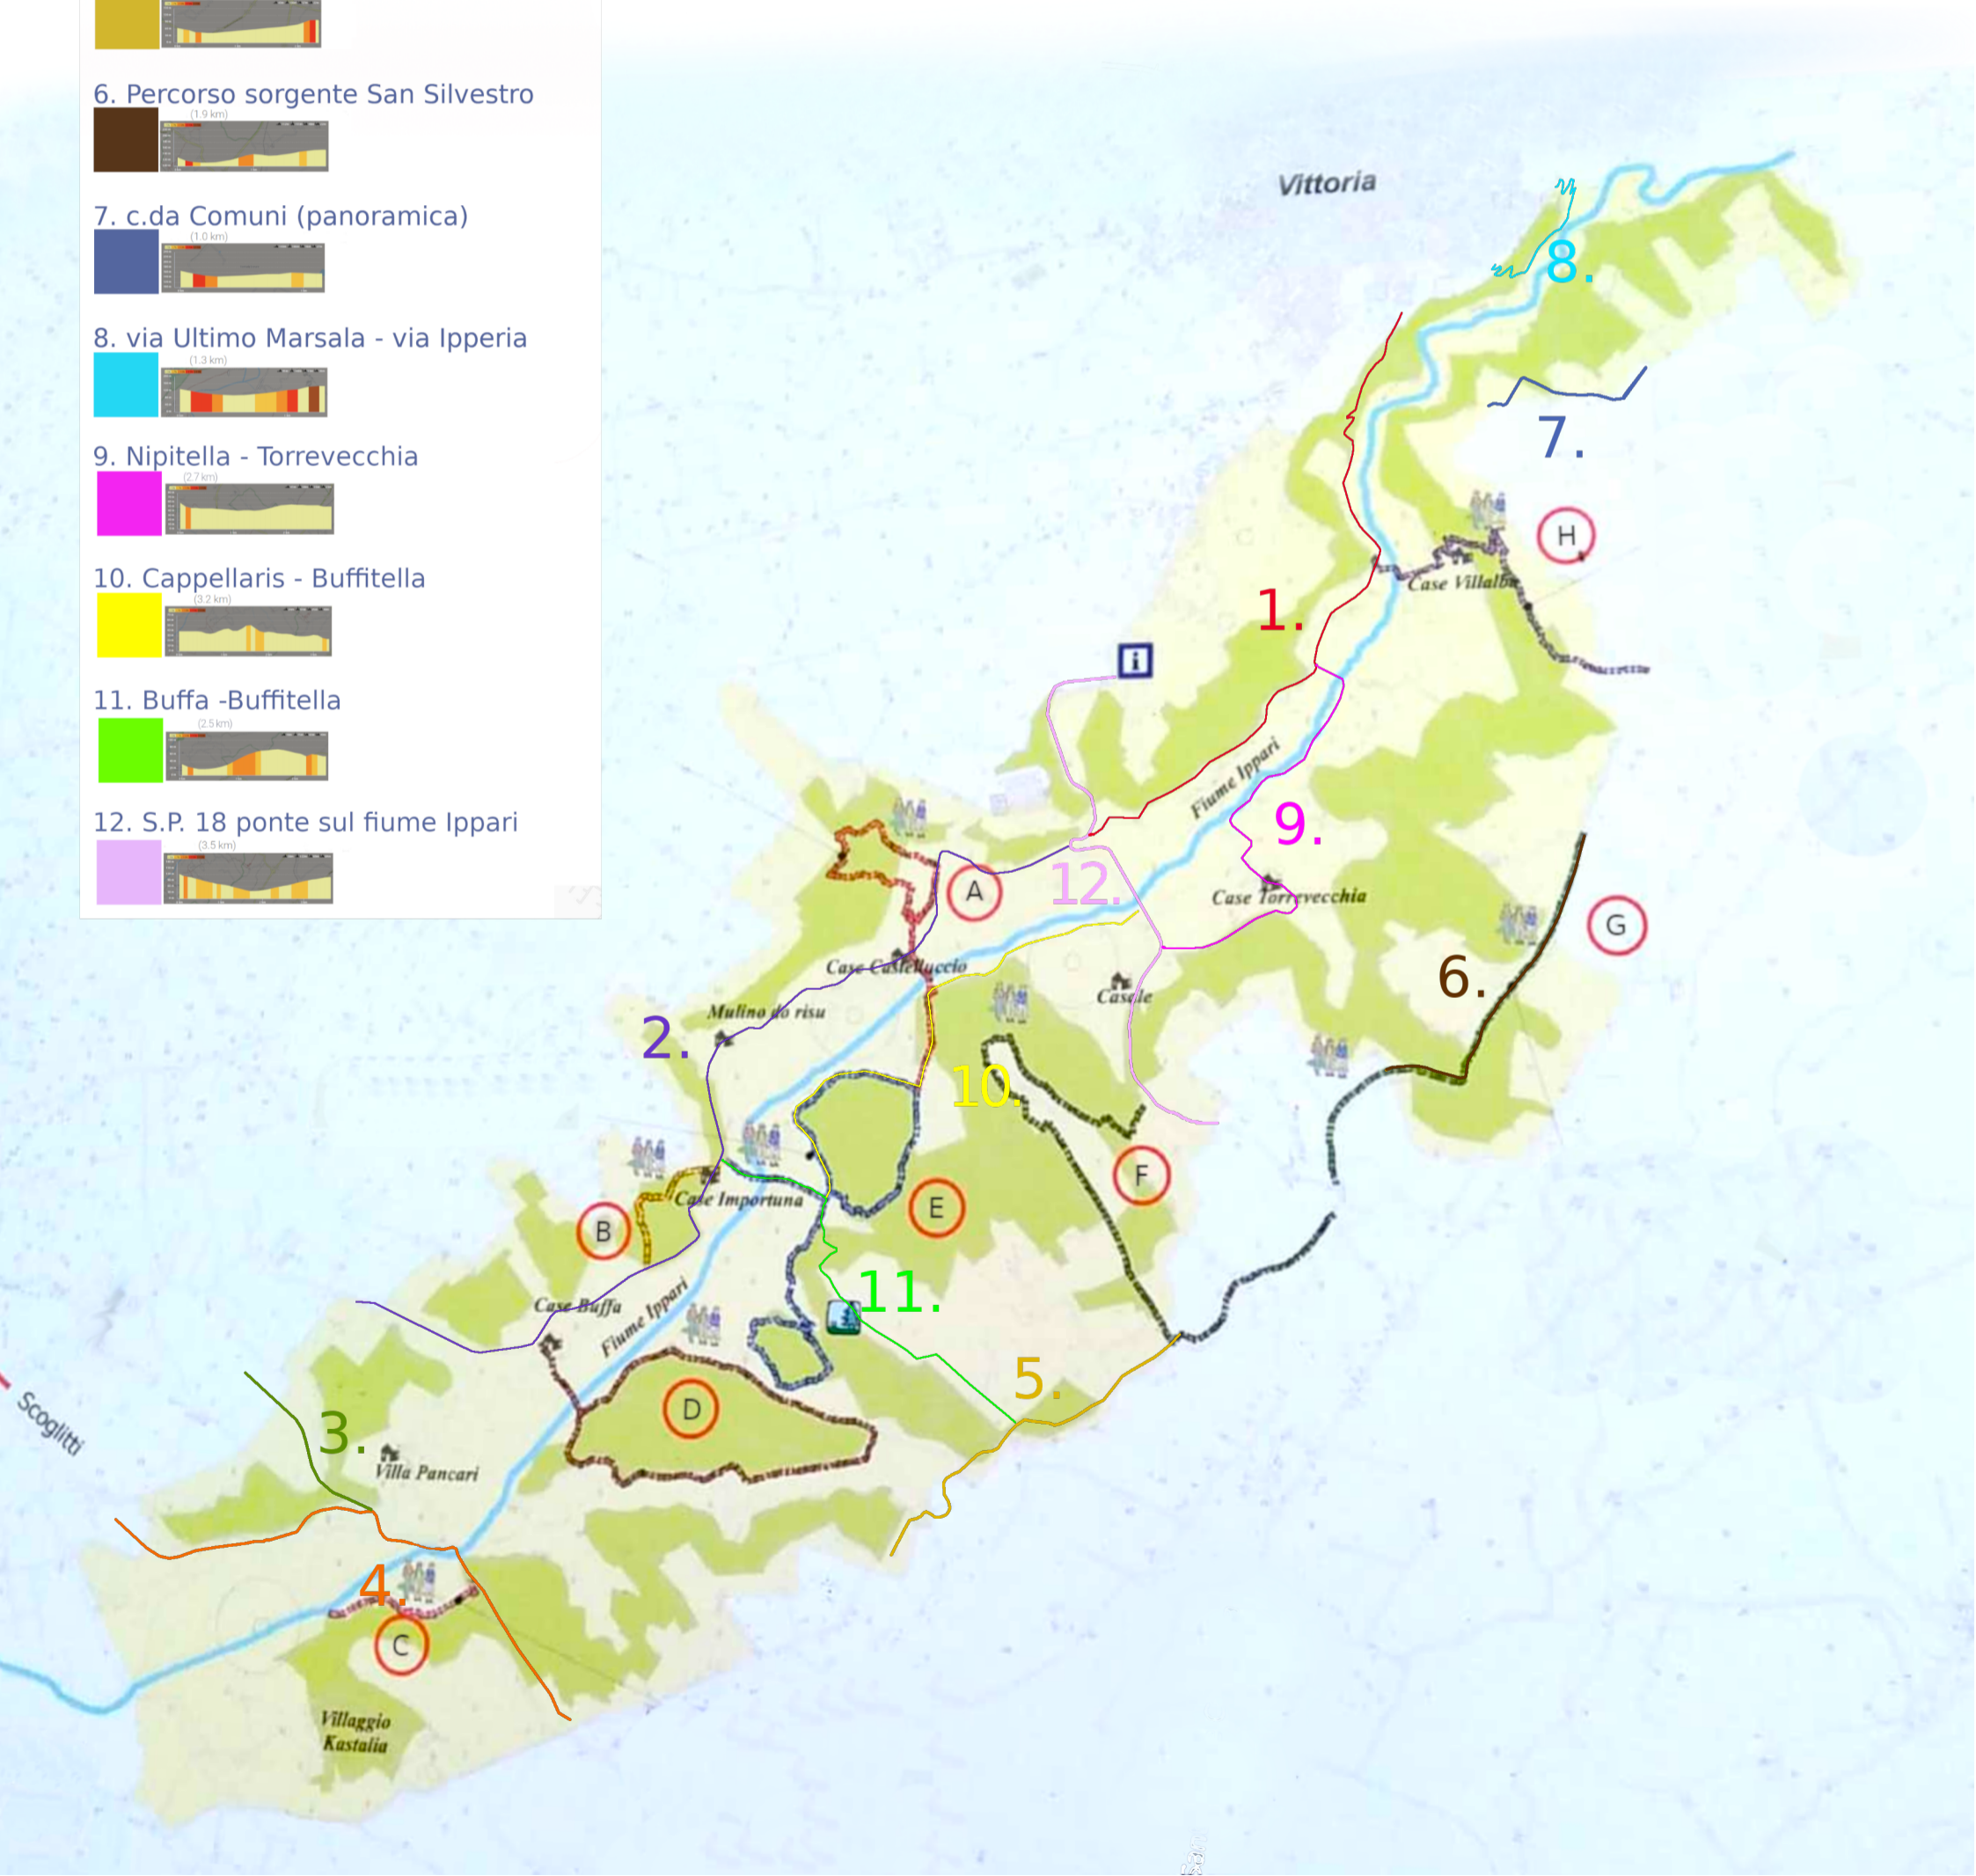 6. Percorso sorgente San Silvestro
(1.9 km)
7. c.da Comuni (panoramica)
(1.0 km)
8. via Ultimo Marsala - via Ipperia
(1.3 km)
9. Nipitella - Torrevecchia
(2.7 km)
10. Cappellaris - Buffitella
(3.2 km)
11. Buffa -Buffitella
(2.5 km)
12. S.P. 18 ponte sul fiume Ippari
(3.5 km)
Vittoria
8.
7.
H
Case Villalba
1.
i
Fiume Ippari
9.
A
12.
Case Torrevecchia
G
Case Castelluccio
6.
Casale
Mulino do risu
2.
10.
F
Case Importuna
E
B
11.
Case Buffa
Fiume Ippari
5.
D
Scoglitti
3.
Villa Pancari
4.
C
Villaggio
Kastalia